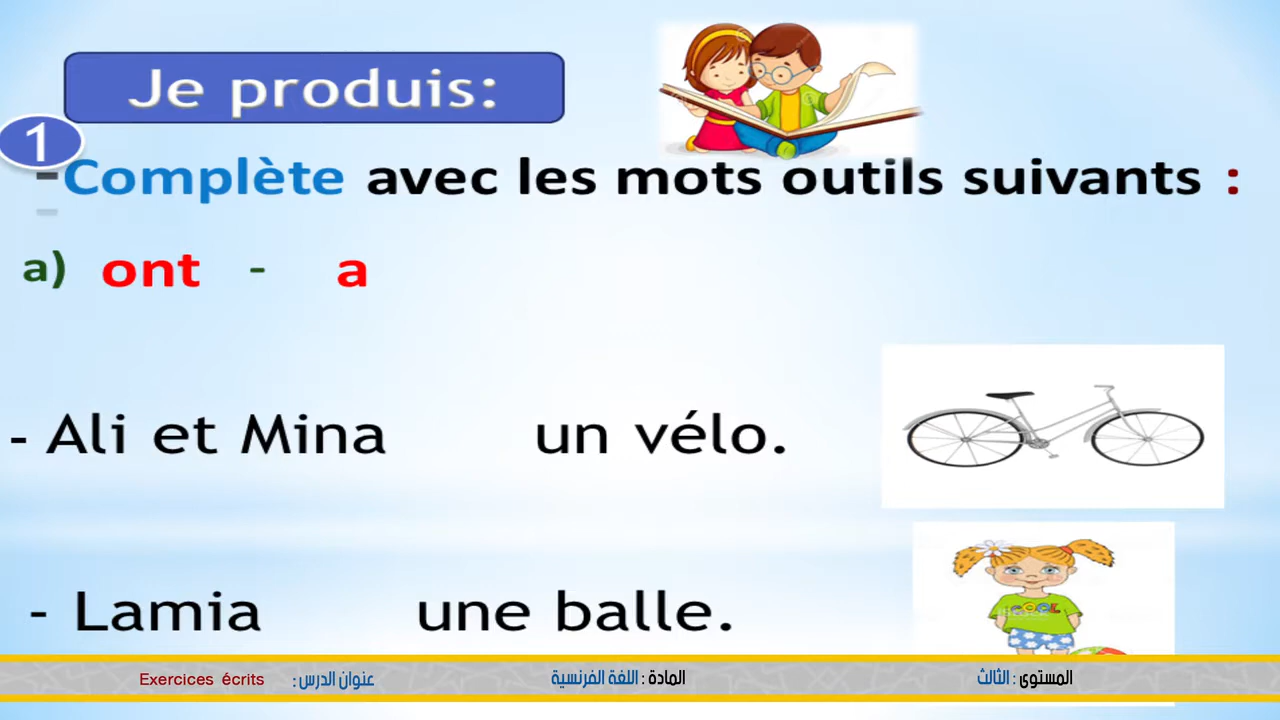 Je produis:
1
-Complète avec les mots outils suivants :
-
a) ont - a
- Ali et Mina un vélo.
- Lamia une balle.
COOL
المستوى : الثالث
المادة : اللغة الفرنسية
عنوان الدرس : Exercices écrits